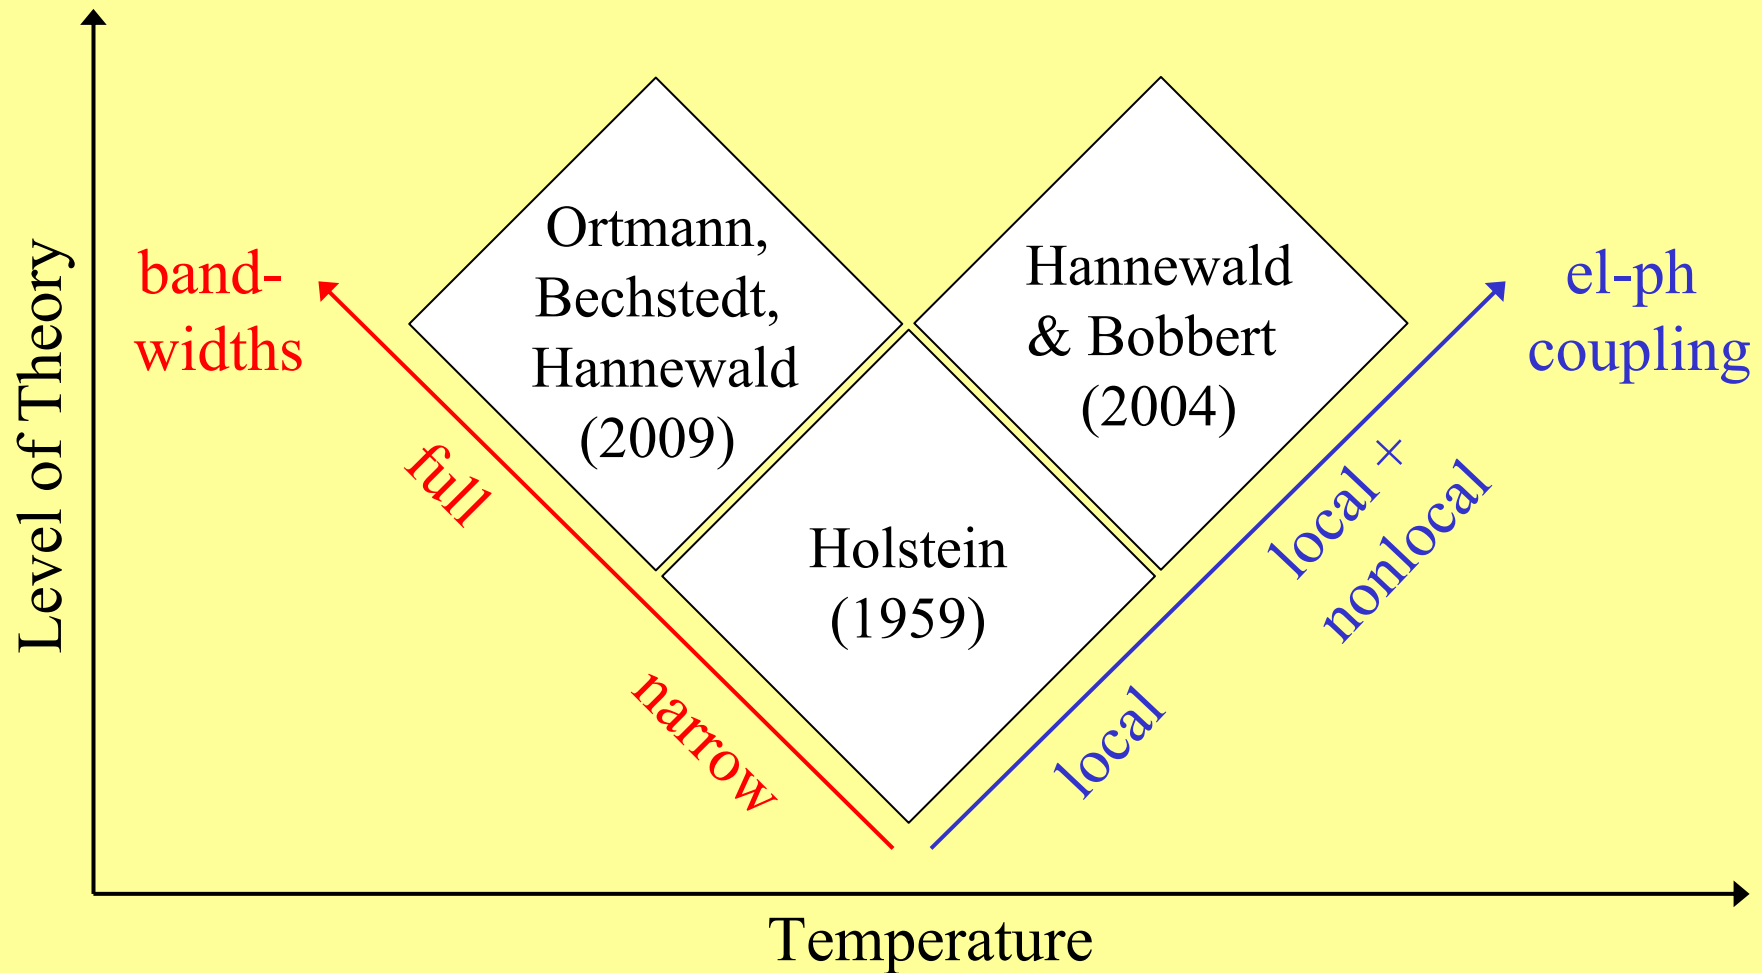 Level of Theory
band-
widths
full
narrow
Ortmann,
Bechstedt,
Hannewald
(2009)
Holstein
(1959)
Hannewald
& Bobbert
(2004)
local
local +
nonlocal
el-ph
coupling
Temperature